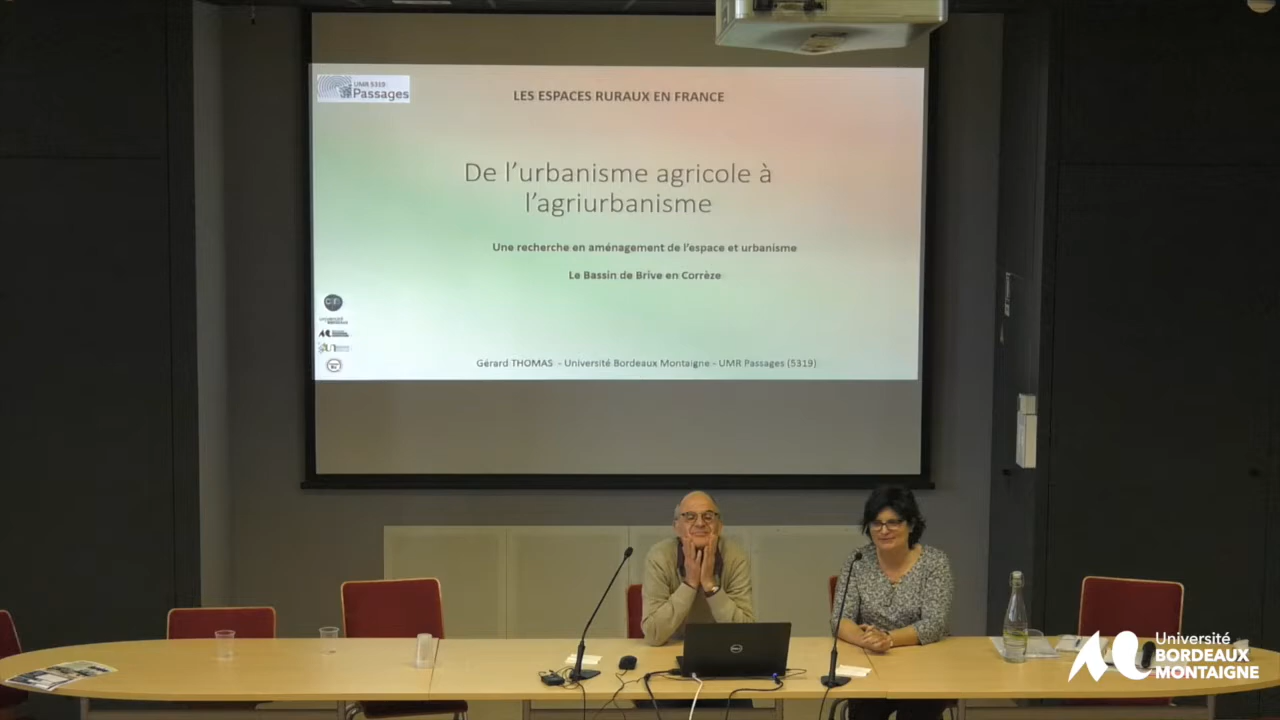 UMR 5319
Passages
LES ESPACES RURAUX EN FRANCE
De l'urbanisme agricole à
l'agriurbanisme
Une recherche en aménagement de l'espace et urbanisme
Le Bassin de Brive en Corrèze
Gérard THOMAS - Université Bordeaux Montaigne - UMR Passages (5319)
DELL
Université
BORDEAUX
MONTAIGNE